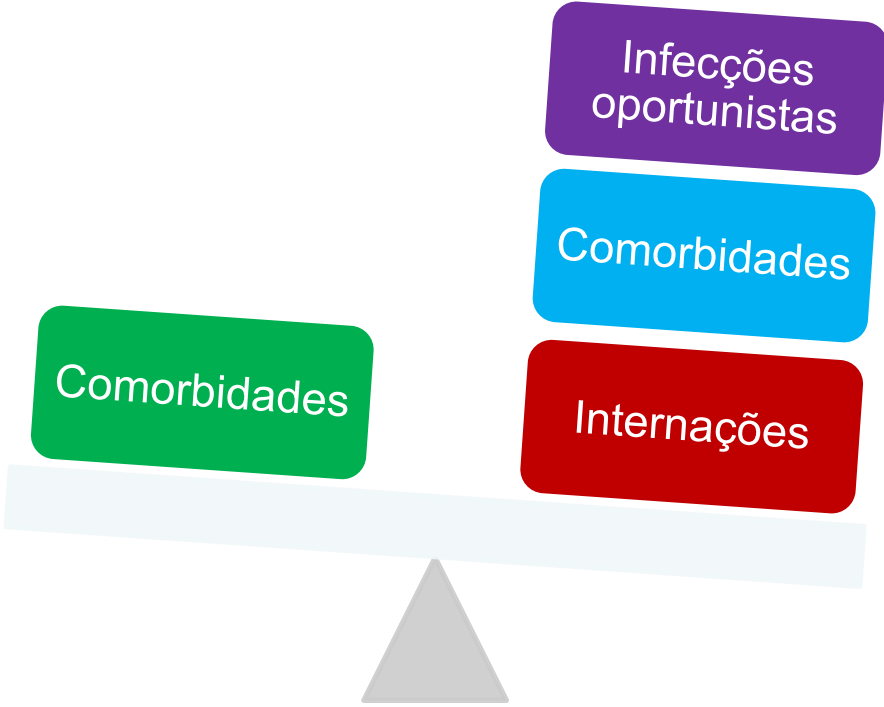 Infecções
oportunistas
Comorbidades
Comorbidades
Internações